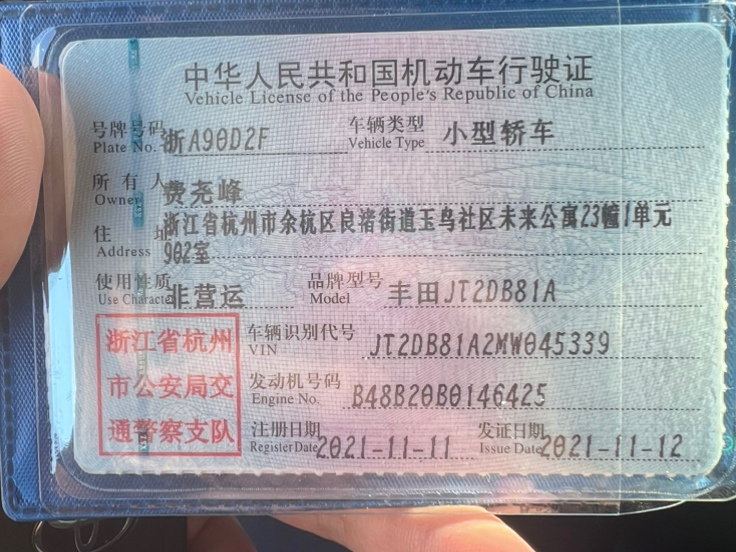 中华人民共和国机动车行驶证
Vehicle License of the People's Republic of China
号牌号码 浙A90D2F 车辆类型 小型轿车
Plate No. Vehicle Type
所有人 费尧峰
Owner
住址 浙江省杭州市余杭区良渚街道玉鸟社区未来公寓23幢1单元
Address 902室
使用性质 非营运 品牌型号 丰田JT2DB81A
Use Character Model
浙江省杭州
市公安局交
通警察支队
车辆识别代号 JT2DB81A2MW045339
VIN
发动机号码 B48B20B0146425
Engine No.
注册日期 2021-11-11 发证日期 2021-11-12
Register Date Issue Date